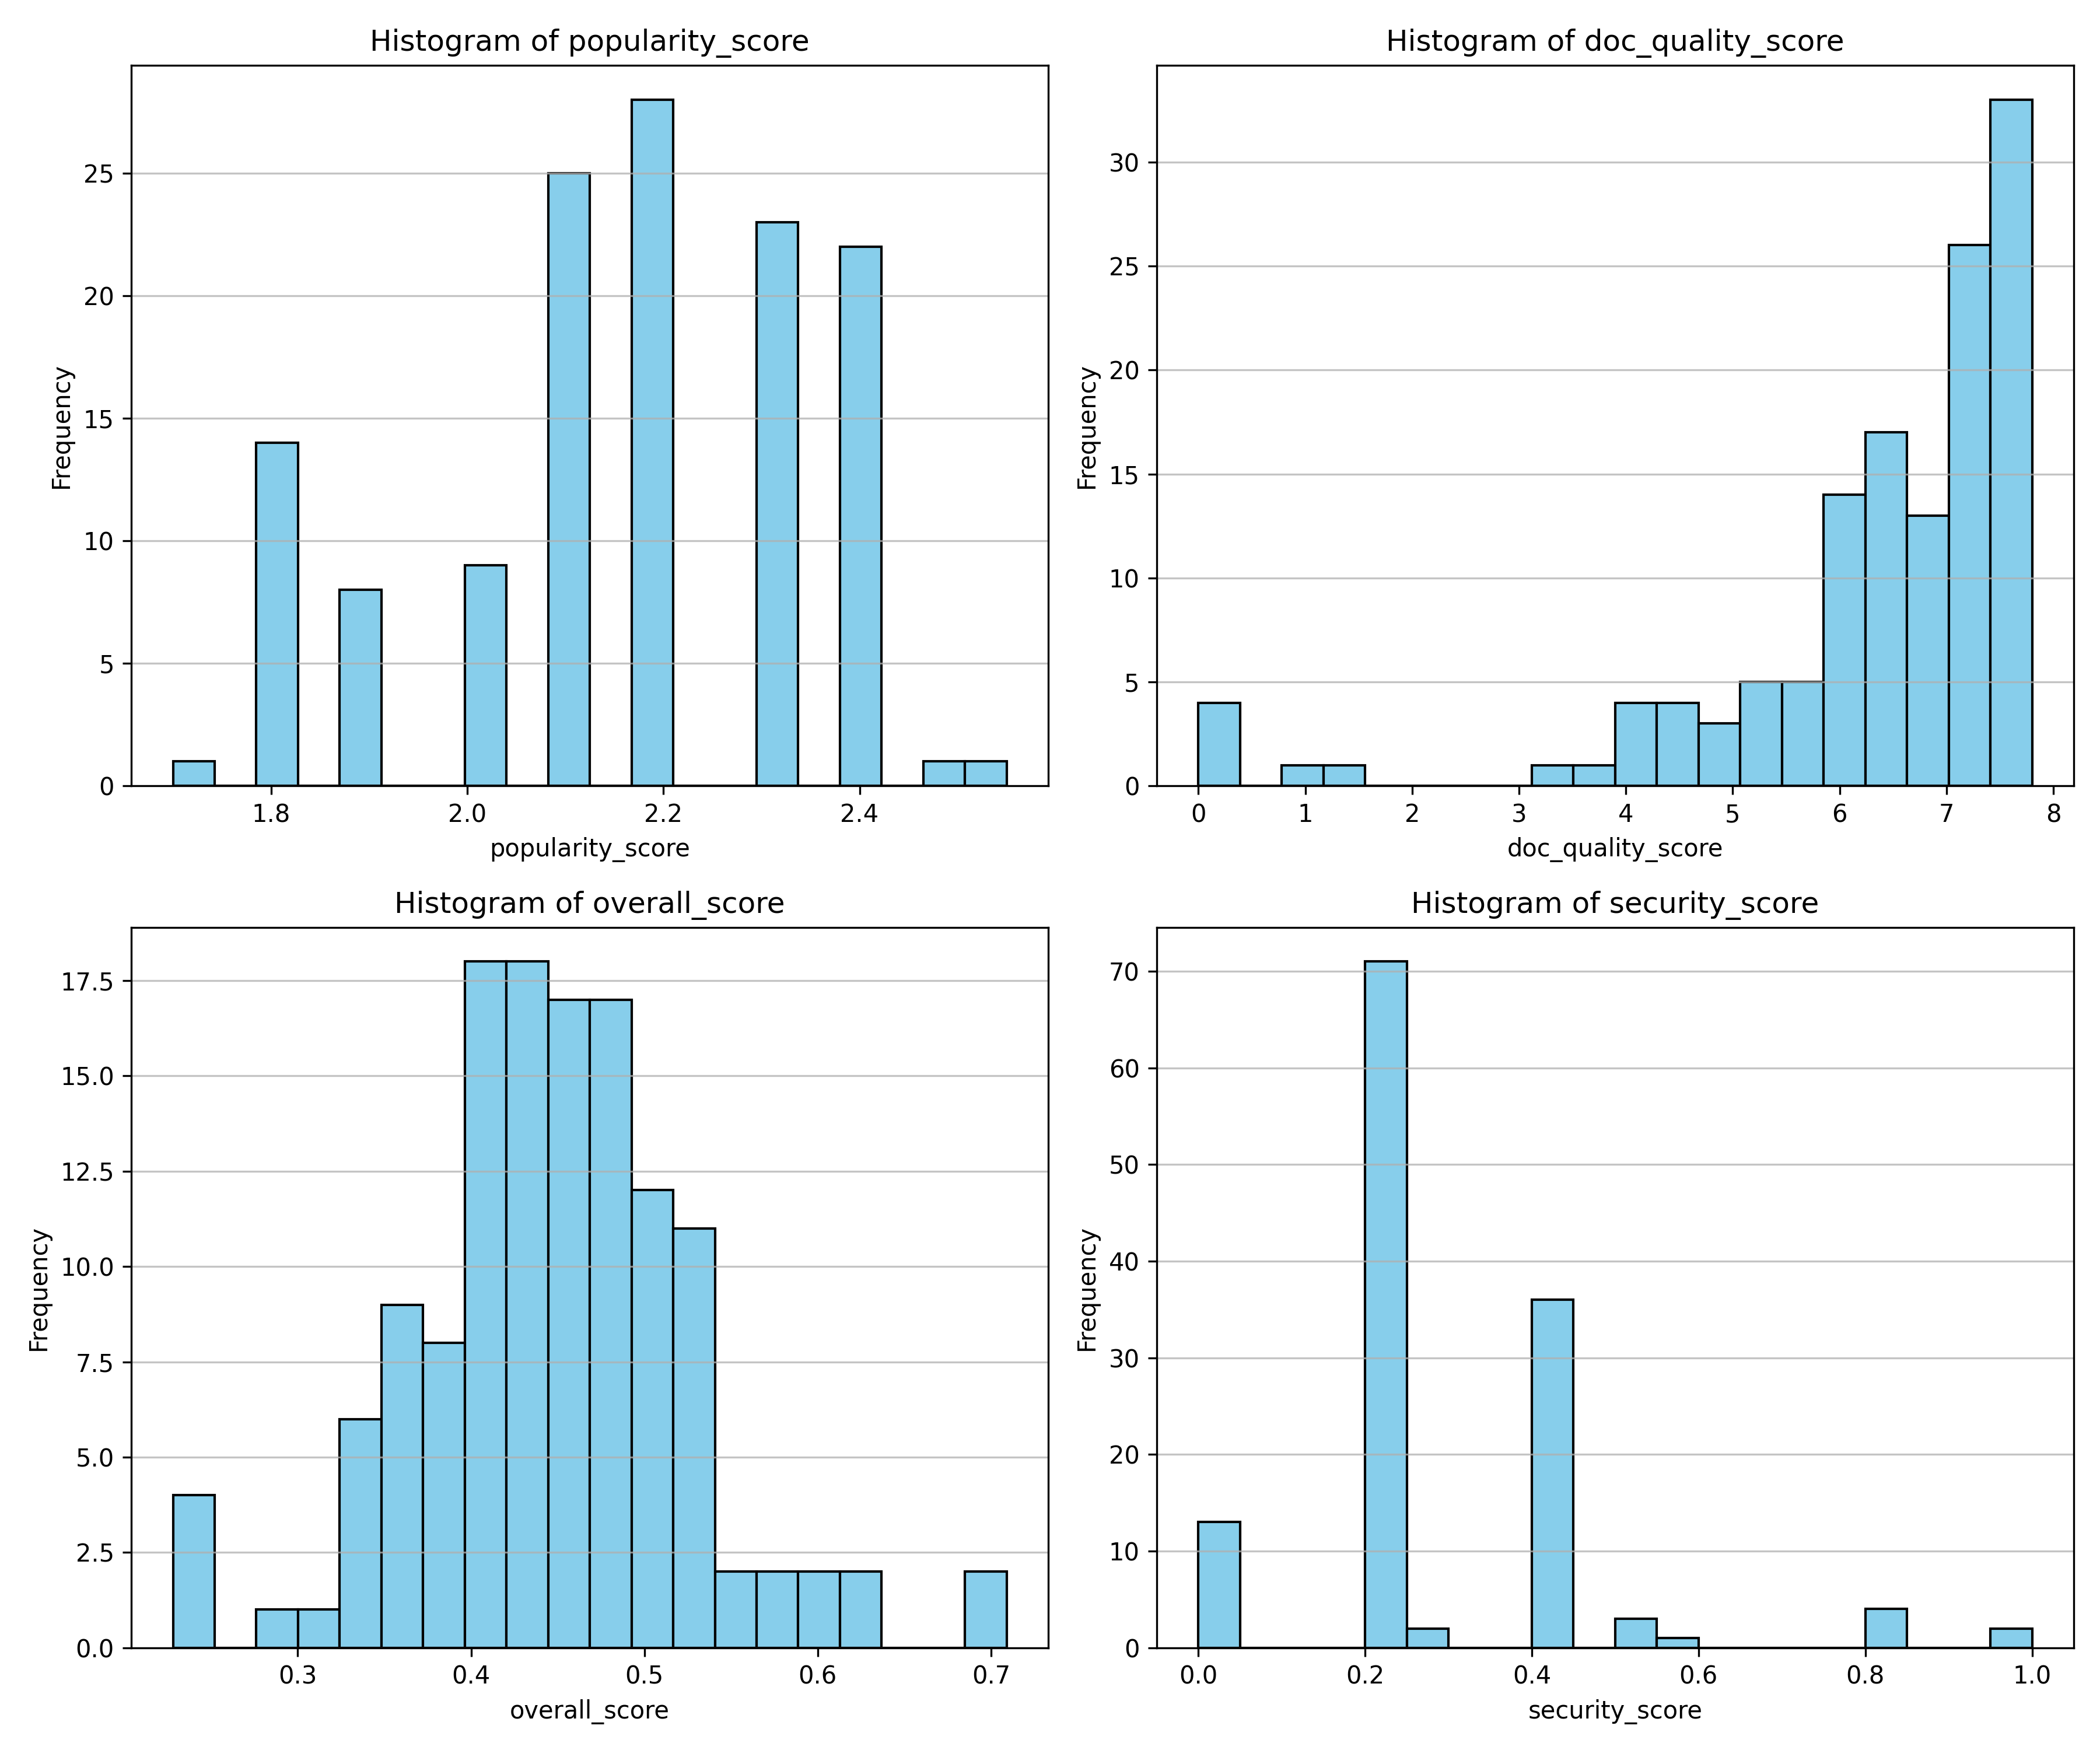 Histogram of popularity_score
25
20
15
10
5
0
Frequency
1.8 2.0 2.2 2.4
popularity_score
Histogram of doc_quality_score
30
25
20
15
10
5
0
Frequency
0 1 2 3 4 5 6 7 8
doc_quality_score
Histogram of overall_score
17.5
15.0
12.5
10.0
7.5
5.0
2.5
0.0
Frequency
0.3 0.4 0.5 0.6 0.7
overall_score
Histogram of security_score
70
60
50
40
30
20
10
0
Frequency
0.0 0.2 0.4 0.6 0.8 1.0
security_score